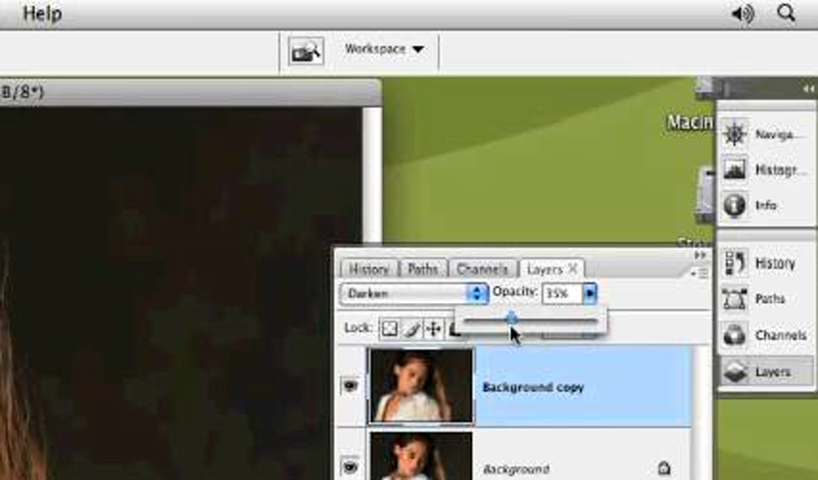 Help
Workspace
B/8*)
Macin
Naviga...
Histogr...
Info
History
Paths
Channels
Layers
History
Paths
Channels
Layers
Darken
Opacity: 35%
Lock:
Background copy
Background